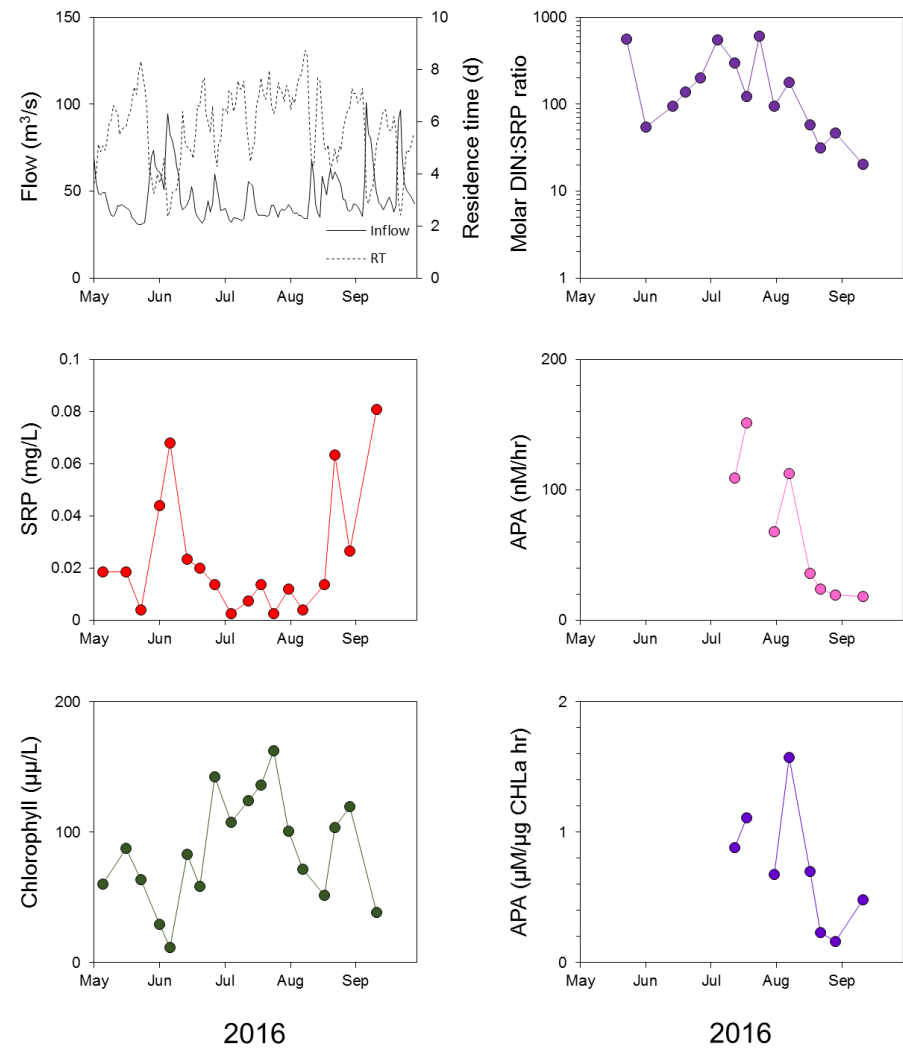 150
100
50
0
Flow (m³/s)
10
8
6
4
2
0
Residence time (d)
Inflow
RT
May Jun Jul Aug Sep
1000
100
10
1
Molar DIN:SRP ratio
May Jun Jul Aug Sep
0.1
0.08
0.06
0.04
0.02
0
SRP (mg/L)
May Jun Jul Aug Sep
200
100
0
APA (nM/hr)
May Jun Jul Aug Sep
200
100
0
Chlorophyll (µµ/L)
May Jun Jul Aug Sep
2016
2
1
0
APA (µM/µg CHLa hr)
May Jun Jul Aug Sep
2016